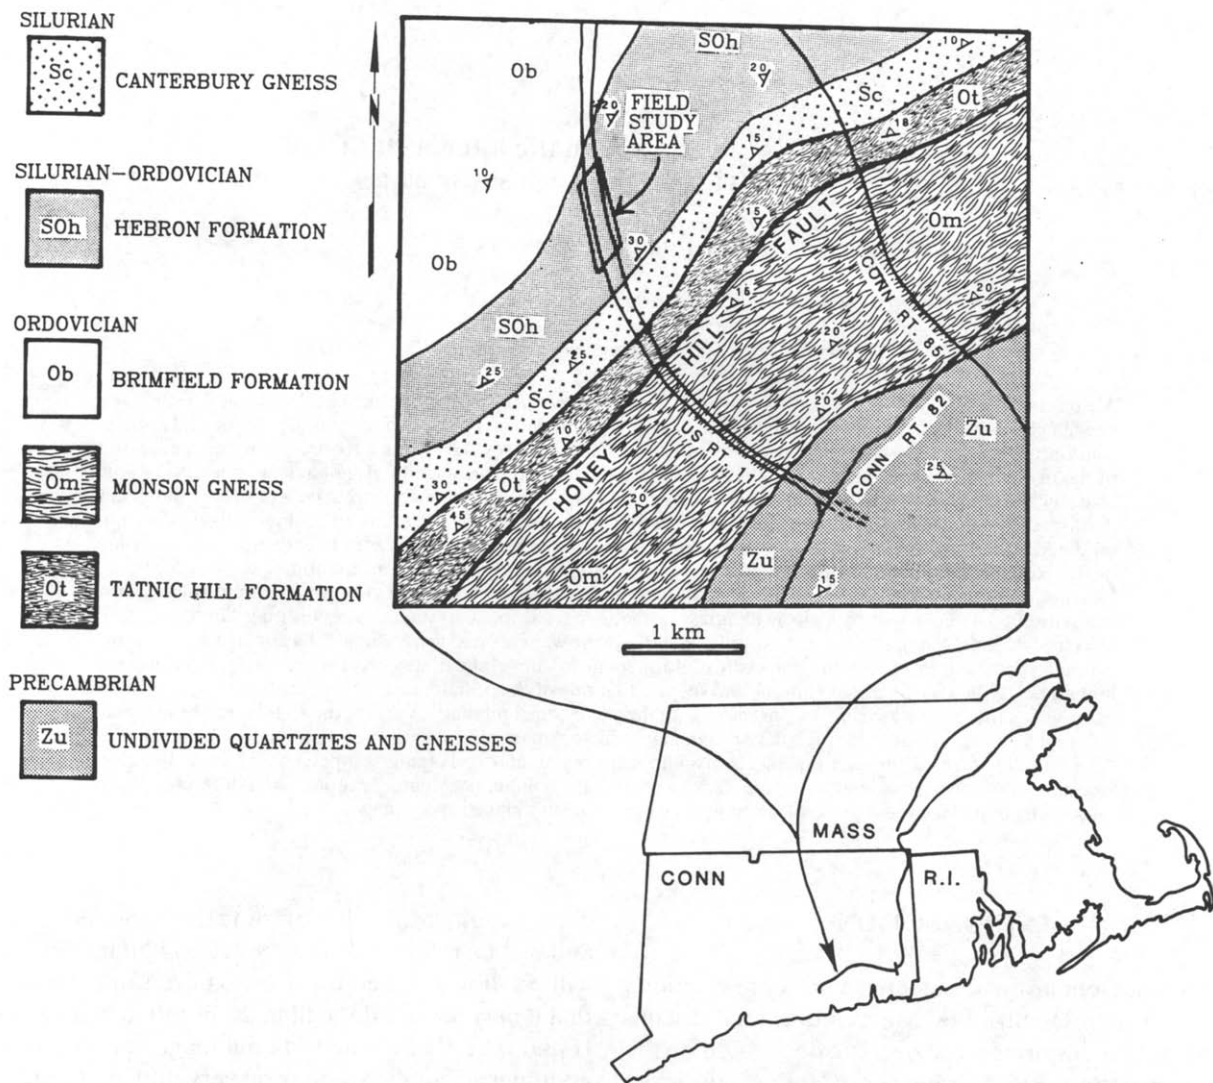 SILURIAN
Sc
CANTERBURY GNEISS
SILURIAN-ORDOVICIAN
SOh
HEBRON FORMATION
ORDOVICIAN
Ob
BRIMFIELD FORMATION
Om
MONSON GNEISS
Ot
TATNIC HILL FORMATION
PRECAMBRIAN
Zu
UNDIVIDED QUARTZITES AND GNEISSES
N
SOh
10
Ob
20
Sc
Ot
20
FIELD
STUDY
AREA
15
18
10
Om
15
FAULT
30
Ob
CONN RT. 85
20
15
SOh
HILL
20
25
25
Sc
20
CONN RT. 82
Zu
10
US RT. 11
25
HONEY
30
Ot
20
15
Om
Zu
15
1 km
MASS
CONN
R.I.